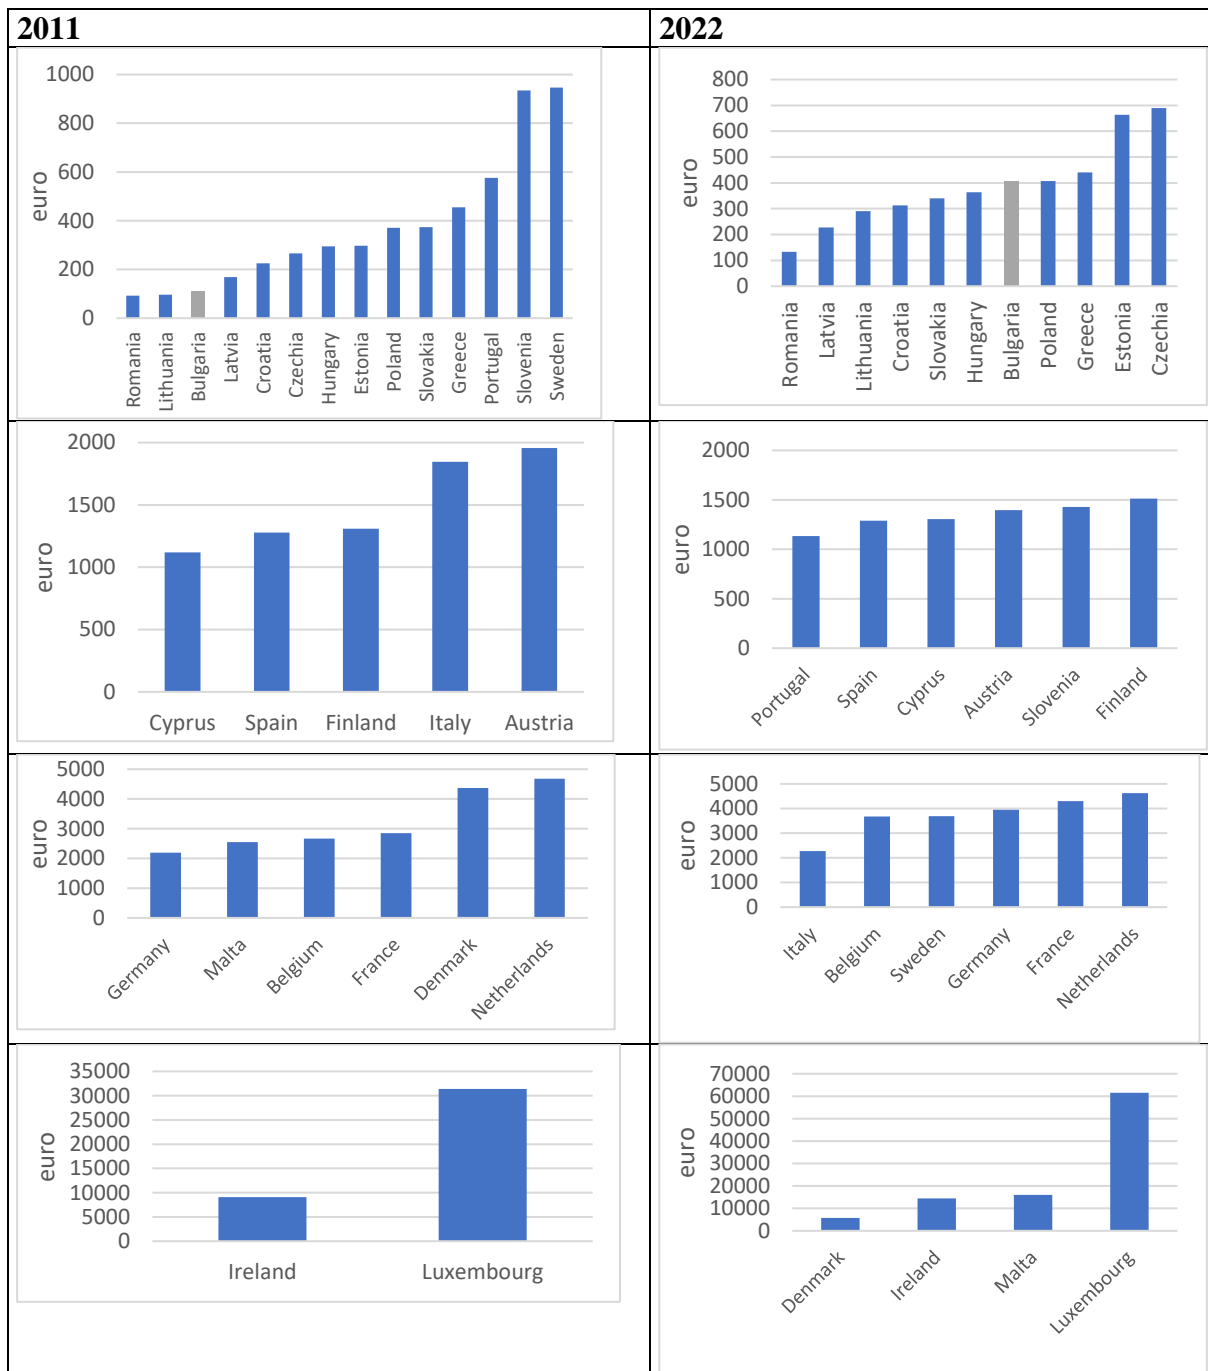 2011
2022
1000
800
600
400
200
0
euro
Romania
Lithuania
Bulgaria
Latvia
Croatia
Czechia
Hungary
Estonia
Poland
Slovakia
Greece
Portugal
Slovenia
Sweden
800
700
600
500
400
300
200
100
0
euro
Romania
Latvia
Lithuania
Croatia
Slovakia
Hungary
Bulgaria
Poland
Greece
Estonia
Czechia
2000
1500
1000
500
0
euro
Cyprus Spain Finland Italy Austria
2000
1500
1000
500
0
euro
Portugal
Spain
Cyprus
Austria
Slovenia
Finland
5000
4000
3000
2000
1000
0
euro
Germany
Malta
Belgium
France
Denmark
Netherlands
5000
4000
3000
2000
1000
0
euro
Italy
Belgium
Sweden
Germany
France
Netherlands
35000
30000
25000
20000
15000
10000
5000
0
euro
Ireland Luxembourg
70000
60000
50000
40000
30000
20000
10000
0
euro
Denmark
Ireland
Malta
Luxembourg